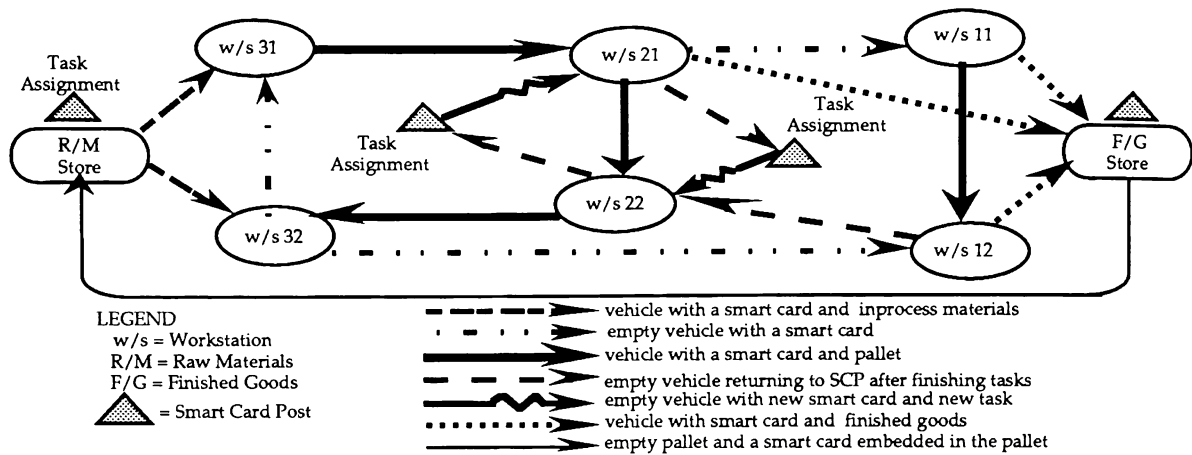 w/s 31
w/s 21
w/s 11
Task
Assignment
R/M
Store
Task
Assignment
Task
Assignment
F/G
Store
w/s 32
w/s 22
w/s 12
LEGEND
w/s = Workstation
R/M = Raw Materials
F/G = Finished Goods
= Smart Card Post
vehicle with a smart card and inprocess materials
empty vehicle with a smart card
vehicle with a smart card and pallet
empty vehicle returning to SCP after finishing tasks
empty vehicle with new smart card and new task
vehicle with smart card and finished goods
empty pallet and a smart card embedded in the pallet